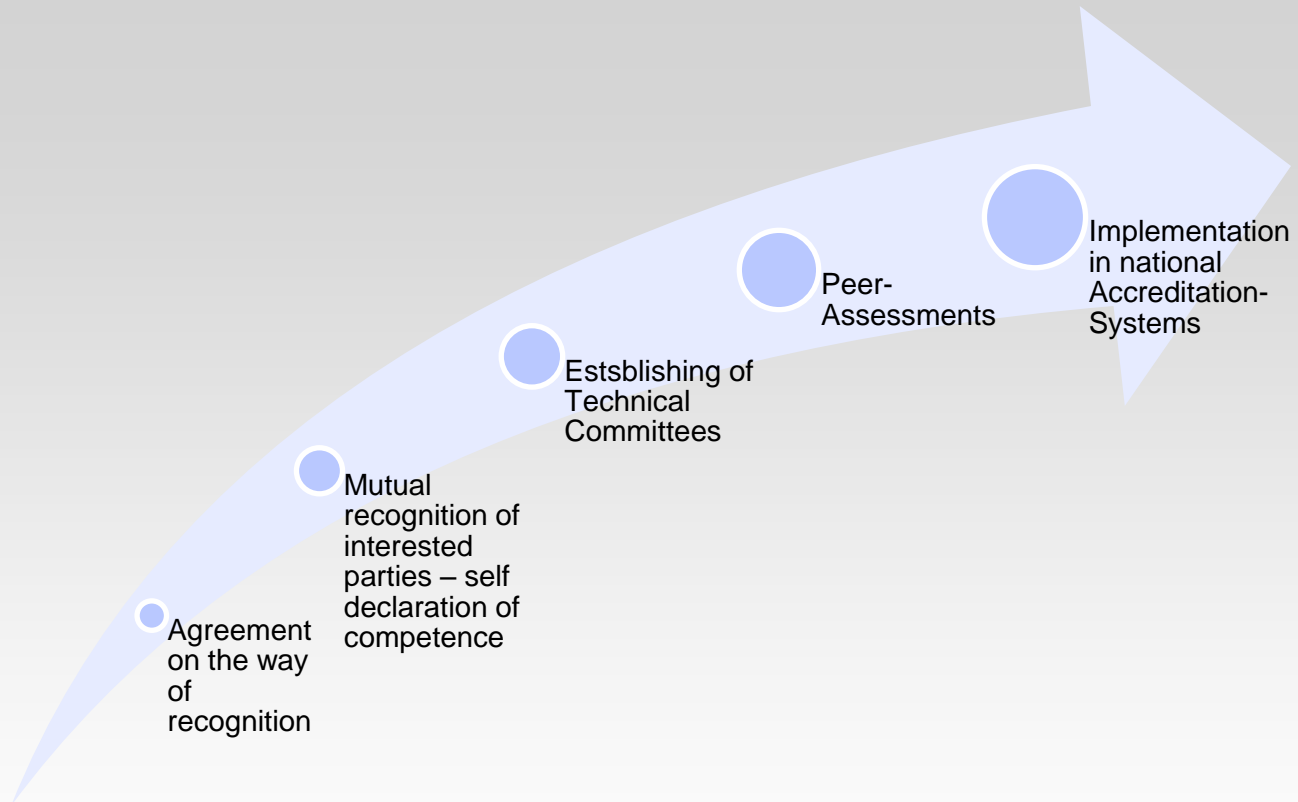 Agreement
on the way
of
recognition
Mutual
recognition of
interested
parties – self
declaration of
competence
Estsblishing of
Technical
Committees
Peer-
Assessments
Implementation
in national
Accreditation-
Systems